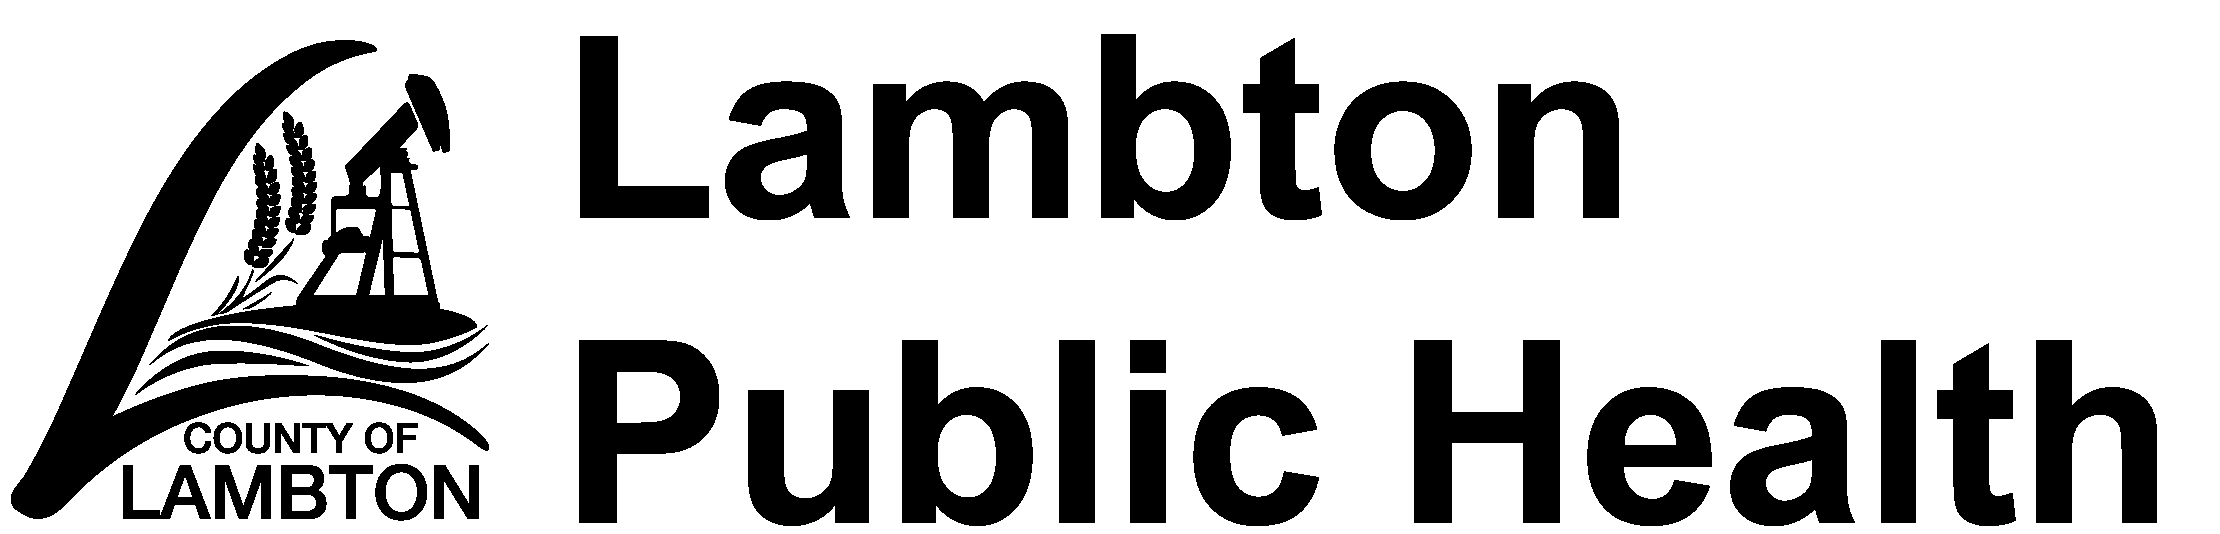 COUNTY OF
LAMBTON
Lambton
Public Health